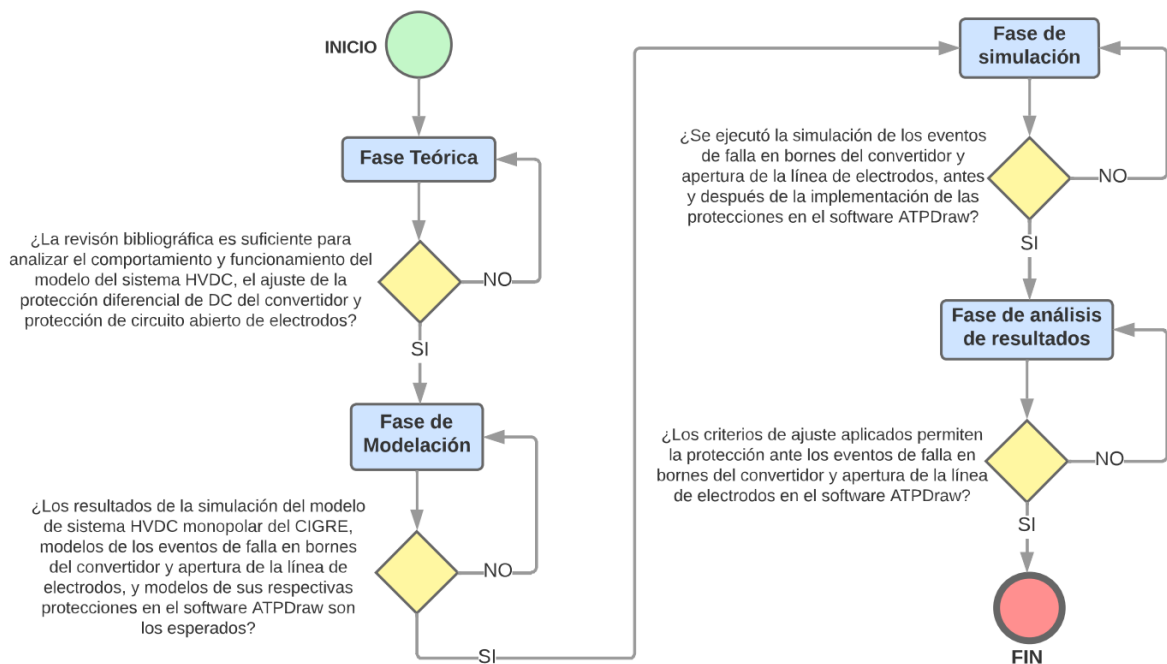 INICIO
Fase Teórica
¿La revisón bibliográfica es suficiente para
analizar el comportamiento y funcionamiento del
modelo del sistema HVDC, el ajuste de la
protección diferencial de DC del convertidor y
protección de circuito abierto de electrodos?
NO
SI
Fase de
Modelación
¿Los resultados de la simulación del modelo
de sistema HVDC monopolar del CIGRE,
modelos de los eventos de falla en bornes
del convertidor y apertura de la línea de
electrodos, y modelos de sus respectivas
protecciones en el software ATPDraw son
los esperados?
NO
SI
Fase de
simulación
¿Se ejecutó la simulación de los eventos
de falla en bornes del convertidor y
apertura de la línea de electrodos, antes
y después de la implementación de las
protecciones en el software ATPDraw?
NO
SI
Fase de análisis
de resultados
¿Los criterios de ajuste aplicados permiten
la protección ante los eventos de falla en
bornes del convertidor y apertura de la línea
de electrodos en el software ATPDraw?
NO
SI
FIN